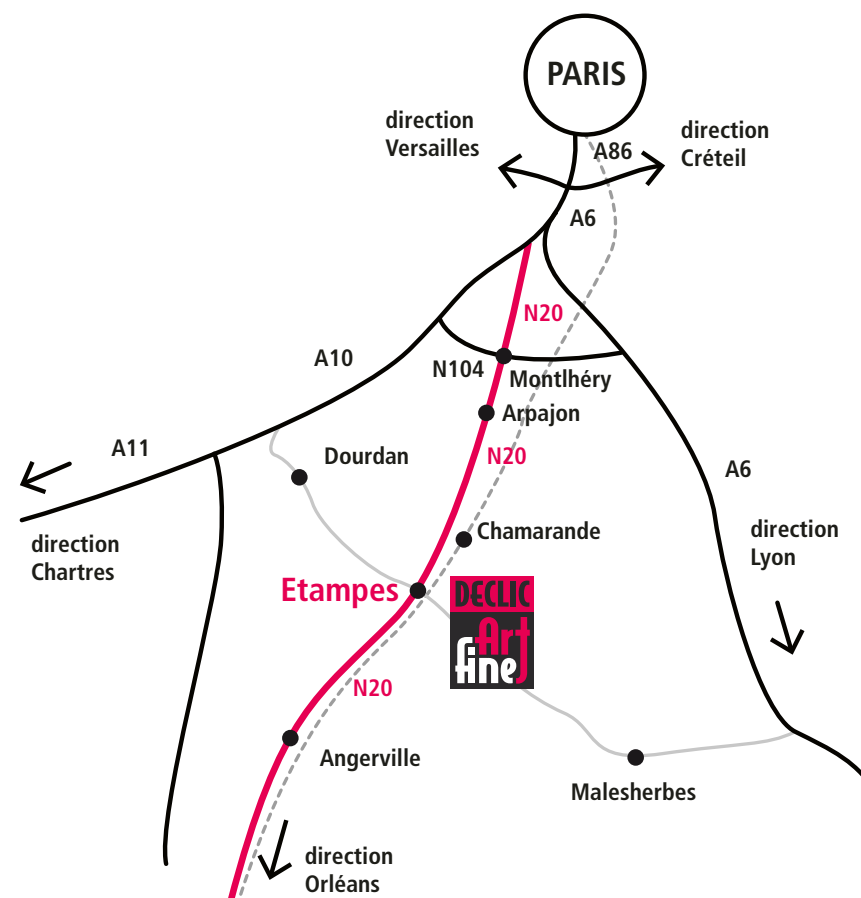 PARIS
direction
Versailles
direction
Créteil
A86
A6
N20
A10
N104
Montlhéry
Arpajon
A11
Dourdan
N20
A6
direction
Chartres
Chamarande
direction
Lyon
Etampes
DECLIC
Art
fine
N20
Angerville
Malesherbes
direction
Orléans